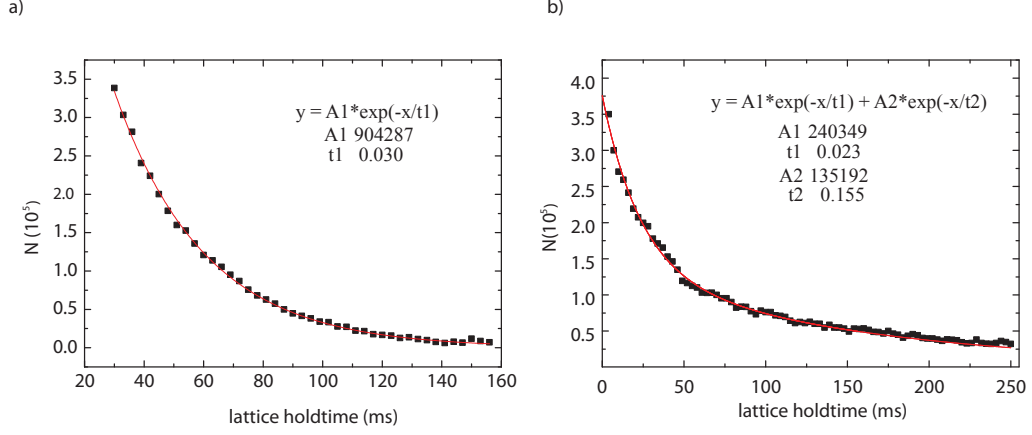 a)
3.5
3.0
2.5
2.0
1.5
1.0
0.5
0.0
N (10⁵)
20 40 60 80 100 120 140 160
lattice holdtime (ms)
y = A1*exp(-x/t1)
A1 904287
t1 0.030
b)
4.0
3.5
3.0
2.5
2.0
1.5
1.0
0.5
N(10⁵)
0 50 100 150 200 250
lattice holdtime (ms)
y = A1*exp(-x/t1) + A2*exp(-x/t2)
A1 240349
t1 0.023
A2 135192
t2 0.155